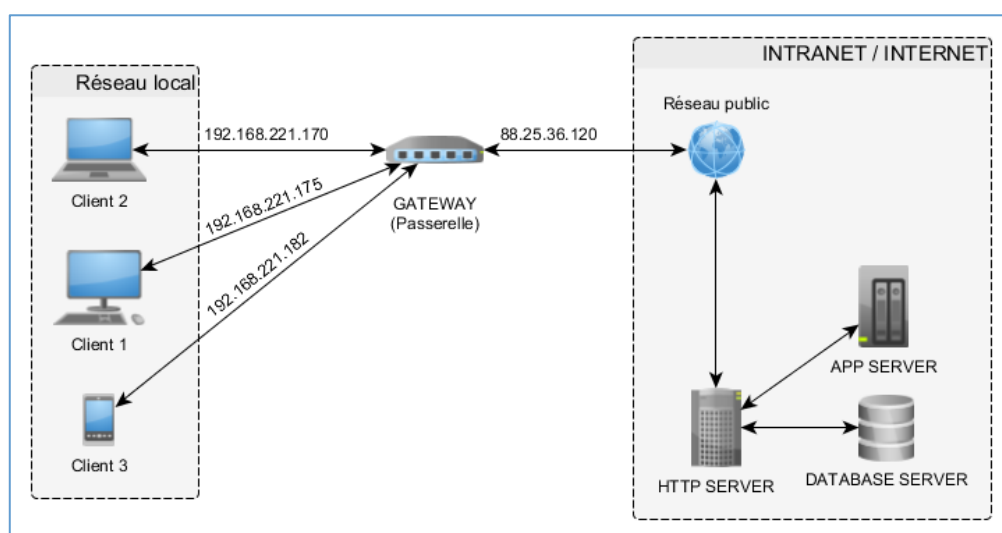 INTRANET / INTERNET
Réseau local
Réseau public
192.168.221.170
88.25.36.120
Client 2
192.168.221.175
GATEWAY
(Passerelle)
192.168.221.182
Client 1
APP SERVER
Client 3
HTTP SERVER
DATABASE SERVER